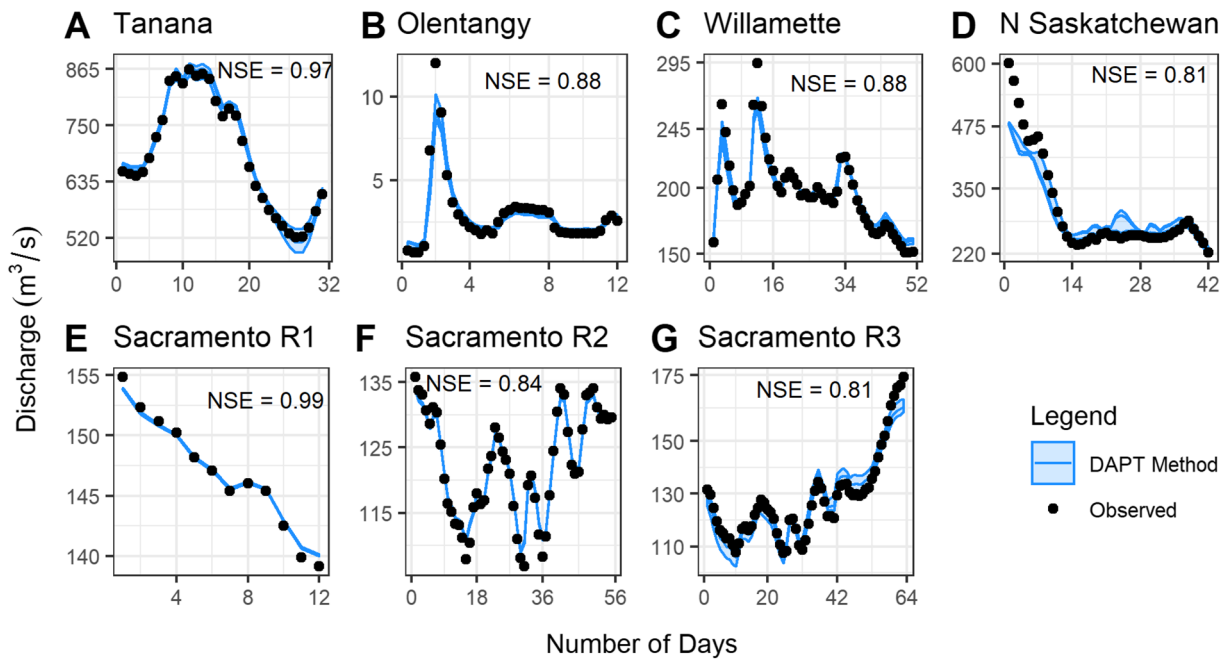 A Tanana
B Olentangy
C Willamette
D N Saskatchewan
NSE = 0.97
NSE = 0.88
NSE = 0.88
NSE = 0.81
865
750
635
520
0 10 20 32
10
5
0 4 8 12
295
245
200
150
0 16 34 52
600
475
350
220
0 14 28 42
Discharge (m³/s)
E Sacramento R1
F Sacramento R2
G Sacramento R3
NSE = 0.99
NSE = 0.84
NSE = 0.81
155
150
145
140
4 8 12
135
125
115
18 36 56
175
150
130
110
0 20 42 64
Legend
DAPT Method
Observed
Number of Days